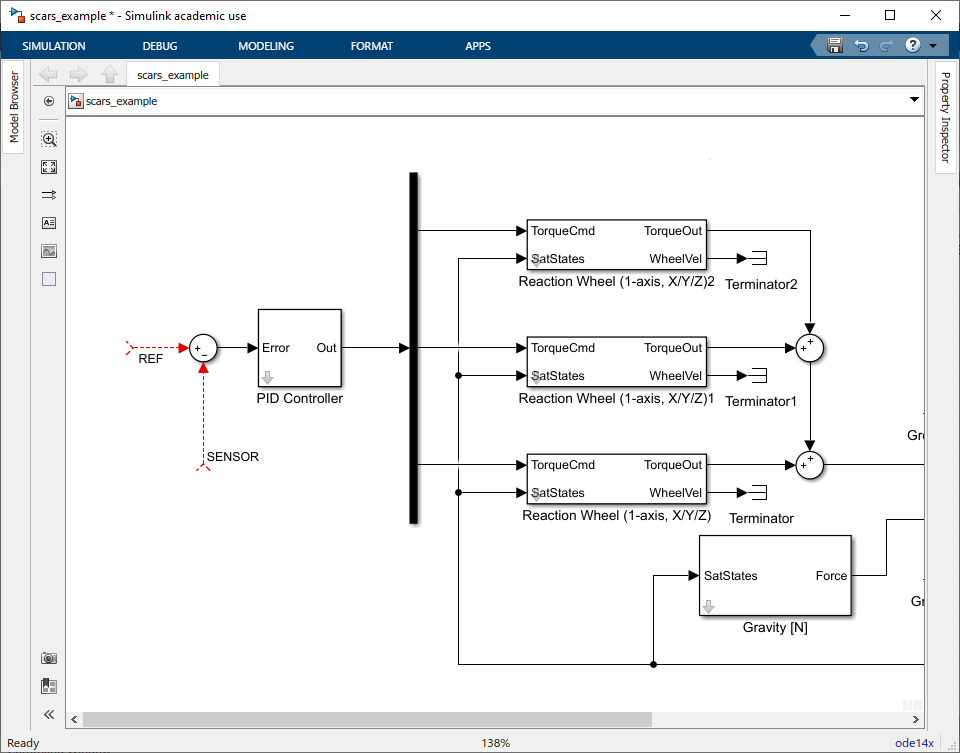 scars_example * - Simulink academic use
SIMULATION DEBUG MODELING FORMAT APPS
Model Browser
scars_example
scars_example
Property Inspector
TorqueCmd TorqueOut
SatStates WheelVel
Reaction Wheel (1-axis, X/Y/Z)2
Terminator2
REF
+
_
Error Out
PID Controller
TorqueCmd TorqueOut
SatStates WheelVel
Reaction Wheel (1-axis, X/Y/Z)1
Terminator1
+
+
SENSOR
TorqueCmd TorqueOut
SatStates WheelVel
Reaction Wheel (1-axis, X/Y/Z)
Terminator
+
+
SatStates Force
Gravity [N]
Ready 138% ode14x